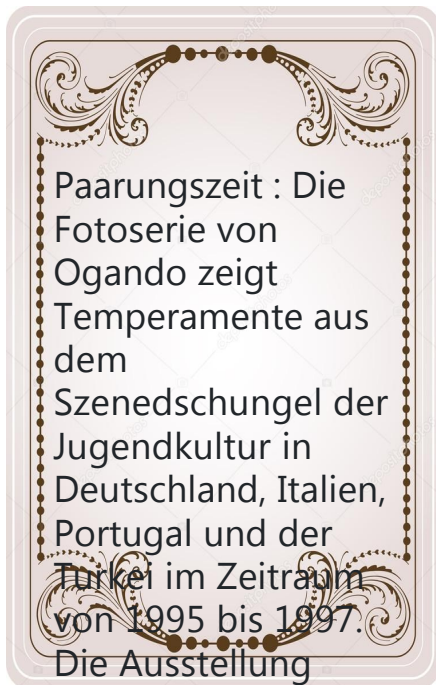 Paarungszeit : Die
Fotoserie von
Ogando zeigt
Temperamente aus
dem
Szenedschungel der
Jugendkultur in
Deutschland, Italien,
Portugal und der
Türkei im Zeitraum
von 1995 bis 1997.
Die Ausstellung